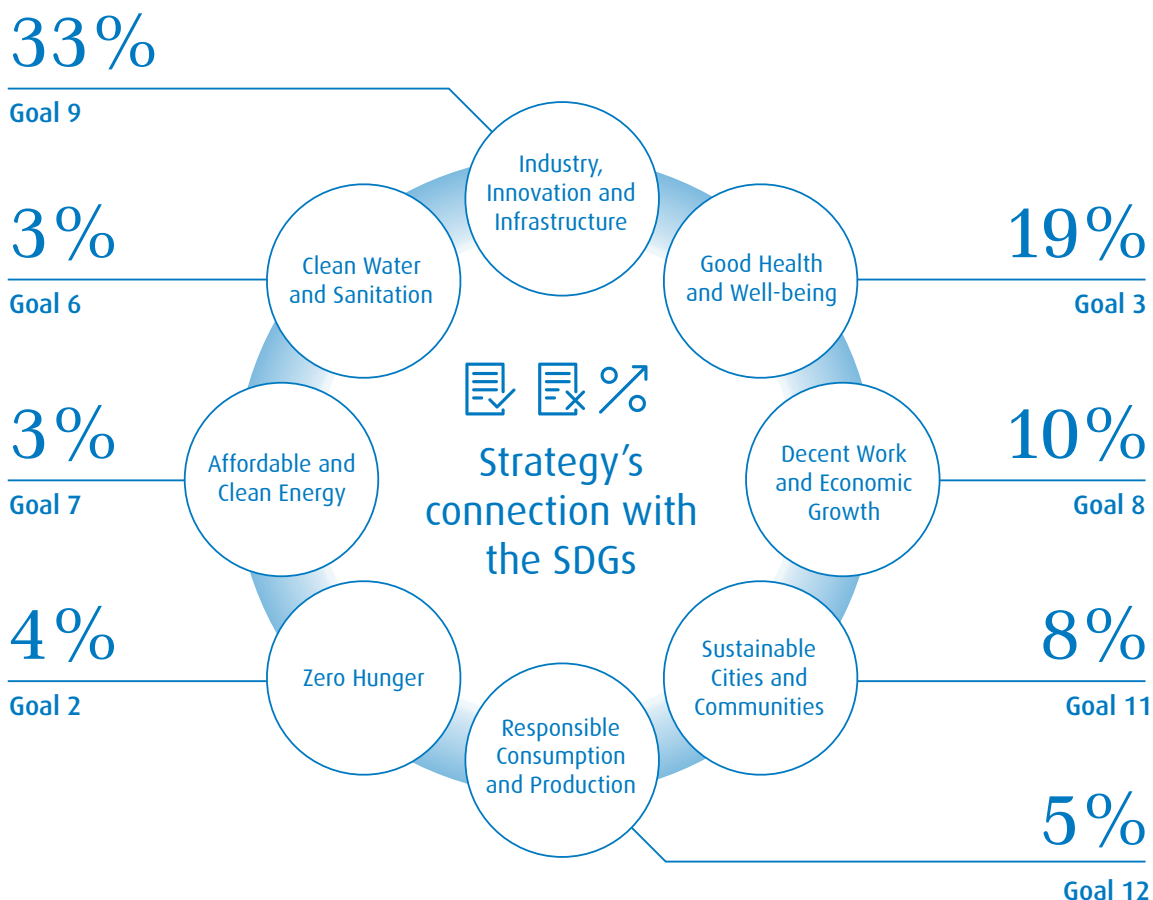 33%
Goal 9
Industry,
Innovation and
Infrastructure
3%
Goal 6
Clean Water
and Sanitation
Good Health
and Well-being
19%
Goal 3
3%
Goal 7
Affordable and
Clean Energy
Strategy's
connection with
the SDGs
Decent Work
and Economic
Growth
10%
Goal 8
4%
Goal 2
Zero Hunger
Sustainable
Cities and
Communities
8%
Goal 11
Responsible
Consumption
and Production
5%
Goal 12